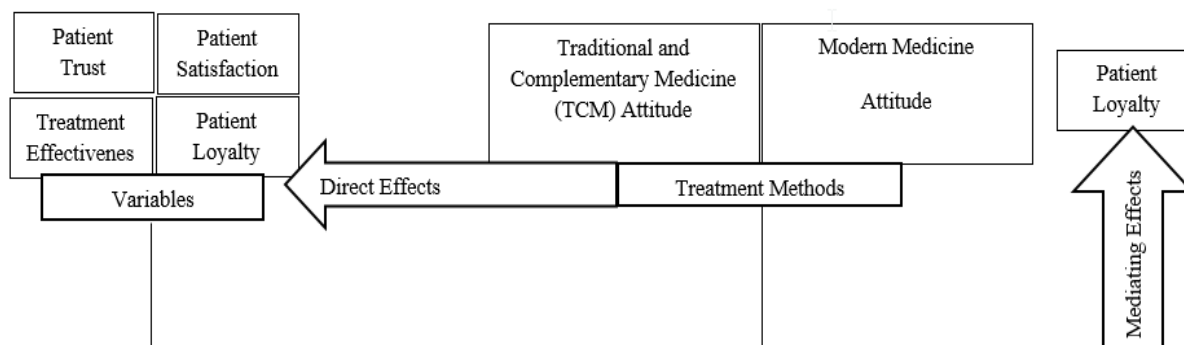 Patient
Trust
Patient
Satisfaction
Treatment
Effectivenes
Patient
Loyalty
Variables
Direct Effects
Traditional and
Complementary Medicine
(TCM) Attitude
Modern Medicine
Attitude
Treatment Methods
Patient
Loyalty
Mediating Effects